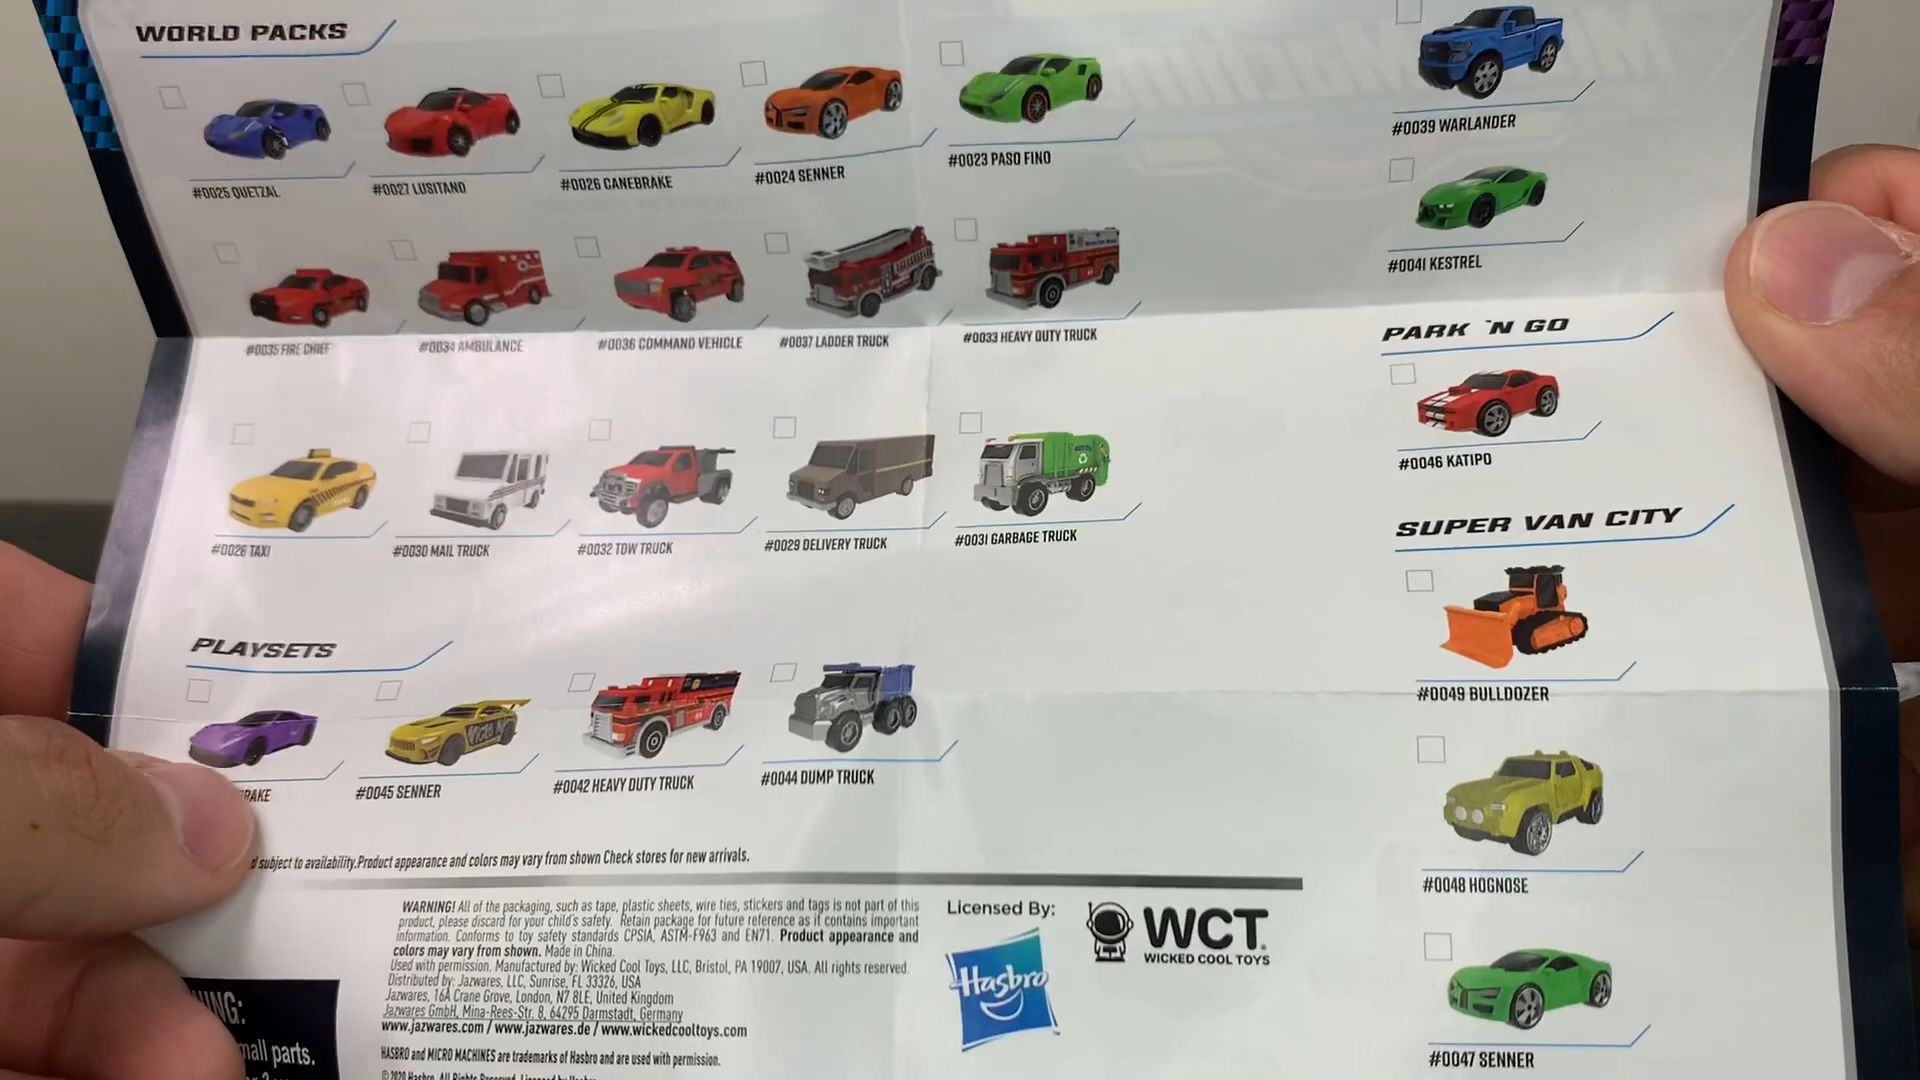 WORLD PACKS
#0025 QUETZAL
#0027 LUSITANO
#0026 CANEBRAKE
#0024 SENNER
#0023 PASO FINO
#0035 FIRE CHIEF
#0034 AMBULANCE
#0036 COMMAND VEHICLE
#0037 LADDER TRUCK
#0033 HEAVY DUTY TRUCK
#0028 TAXI
#0030 MAIL TRUCK
#0032 TOW TRUCK
#0029 DELIVERY TRUCK
#0031 GARBAGE TRUCK
PLAYSETS
#0045 SENNER
#0042 HEAVY DUTY TRUCK
#0044 DUMP TRUCK
#0039 WARLANDER
#0041 KESTREL
PARK 'N GO
#0046 KATIPO
SUPER VAN CITY
#0049 BULLDOZER
#0048 HOGNOSE
#0047 SENNER
subject to availability.Product appearance and colors may vary from shown Check stores for new arrivals.
WARNING! All of the packaging, such as tape, plastic sheets, wire ties, stickers and tags is not part of this
product, please discard for your child's safety. Retain package for future reference as it contains important
information. Conforms to toy safety standards CPSIA, ASTM-F963 and EN71. Product appearance and
colors may vary from shown. Made in China.
Used with permission. Manufactured by: Wicked Cool Toys, LLC, Bristol, PA 19007, USA. All rights reserved.
Distributed by: Jazwares, LLC, Sunrise, FL 33326, USA
Jazwares, 16A Crane Grove, London, N7 8LE, United Kingdom
Jazwares GmbH, Mina-Rees-Str. 8, 64295 Darmstadt, Germany
www.jazwares.com / www.jazwares.de / www.wickedcooltoys.com
HASBRO and MICRO MACHINES are trademarks of Hasbro and are used with permission.
© 2020 Hasbro. All Rights Reserved. Licensed by Hasbro.
Licensed By:
Hasbro
WCT
WICKED COOL TOYS
small parts.